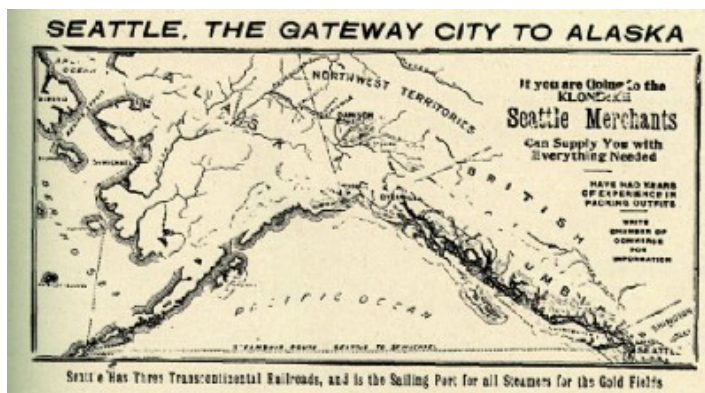 SEATTLE, THE GATEWAY CITY TO ALASKA
OCEAN
ALASKA
NORTHWEST TERRITORIES
DAWSON
ST MICHAEL
BRITISH
If you are Going to the
KLONDIKE
Seattle Merchants
Can Supply You with
Everything Needed
HAVE HAD YEARS
OF EXPERIENCE IN
PACKING OUTFITS
WRITE
CHAMBER OF
COMMERCE
FOR
INFORMATION
PACIFIC OCEAN
STEAMSHIP ROUTE SEATTLE TO ST MICHAEL
SEATTLE
Seattle Has Three Transcontinental Railroads, and is the Sailing Port for all Steamers for the Gold Fields